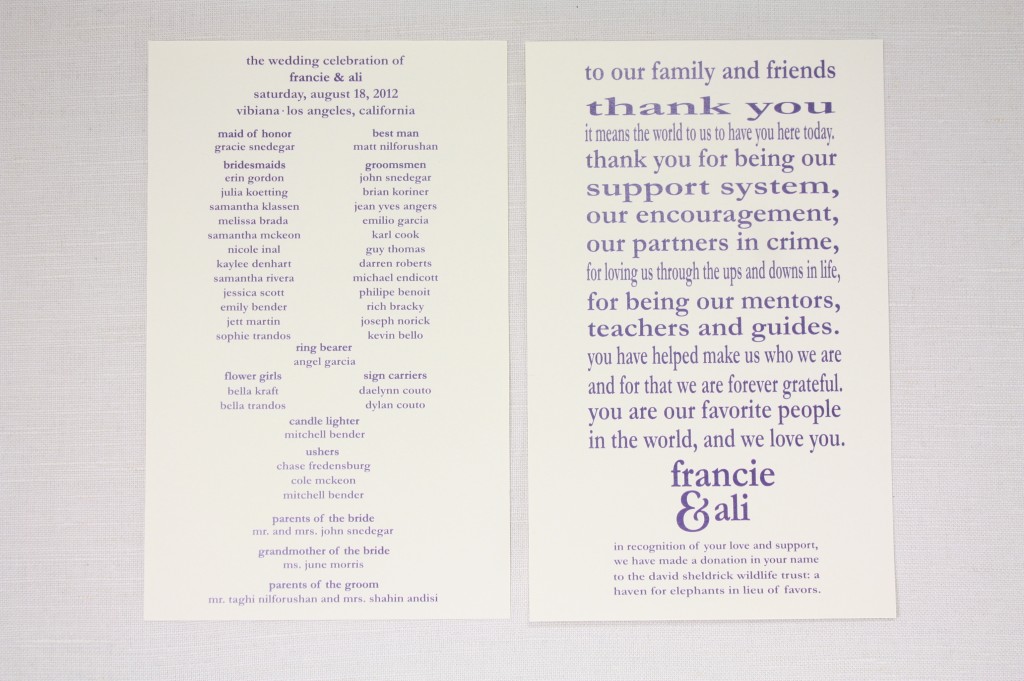 the wedding celebration of
francie & ali
saturday, august 18, 2012
vibiana · los angeles, california
maid of honor
gracie snedegar
best man
matt nilforushan
bridesmaids
erin gordon
julia koetting
samantha klassen
melissa brada
samantha mckeon
nicole inal
kaylee denhart
samantha rivera
jessica scott
emily bender
jett martin
sophie trandos
groomsmen
john snedegar
brian koriner
jean yves angers
emilio garcia
karl cook
guy thomas
darren roberts
michael endicott
philipe benoit
rich bracky
joseph norick
kevin bello
ring bearer
angel garcia
flower girls
bella kraft
bella trandos
sign carriers
daelynn couto
dylan couto
candle lighter
mitchell bender
ushers
chase fredensburg
cole mckeon
mitchell bender
parents of the bride
mr. and mrs. john snedegar
grandmother of the bride
ms. june morris
parents of the groom
mr. taghi nilforushan and mrs. shahin andisi
to our family and friends
thank you
it means the world to us to have you here today.
thank you for being our
support system,
our encouragement,
our partners in crime,
for loving us through the ups and downs in life,
for being our mentors,
teachers and guides.
you have helped make us who we are
and for that we are forever grateful.
you are our favorite people
in the world, and we love you.
francie
& ali
in recognition of your love and support,
we have made a donation in your name
to the david sheldrick wildlife trust: a
haven for elephants in lieu of favors.